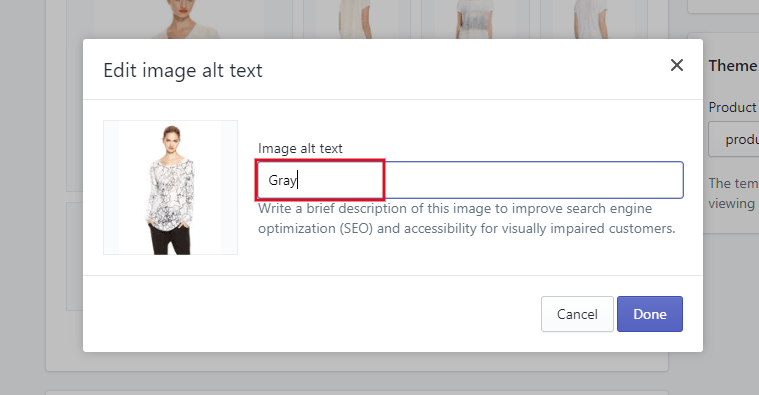 Edit image alt text
Theme
Image alt text
Product
Gray
produ
Write a brief description of this image to improve search engine
optimization (SEO) and accessibility for visually impaired customers.
The tem
viewing
Cancel
Done